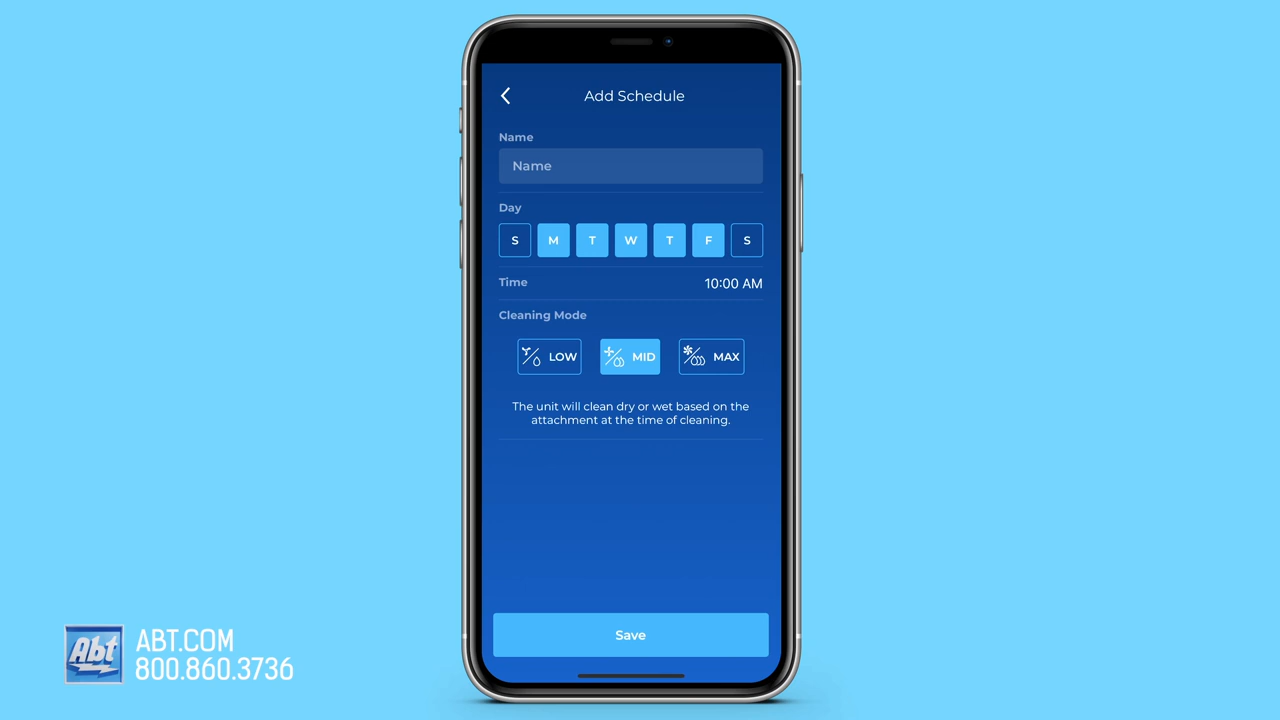 Add Schedule
Name
Name
Day
S M T W T F S
Time 10:00 AM
Cleaning Mode
LOW MID MAX
The unit will clean dry or wet based on the
attachment at the time of cleaning.
Save
Abt ABT.COM
800.860.3736